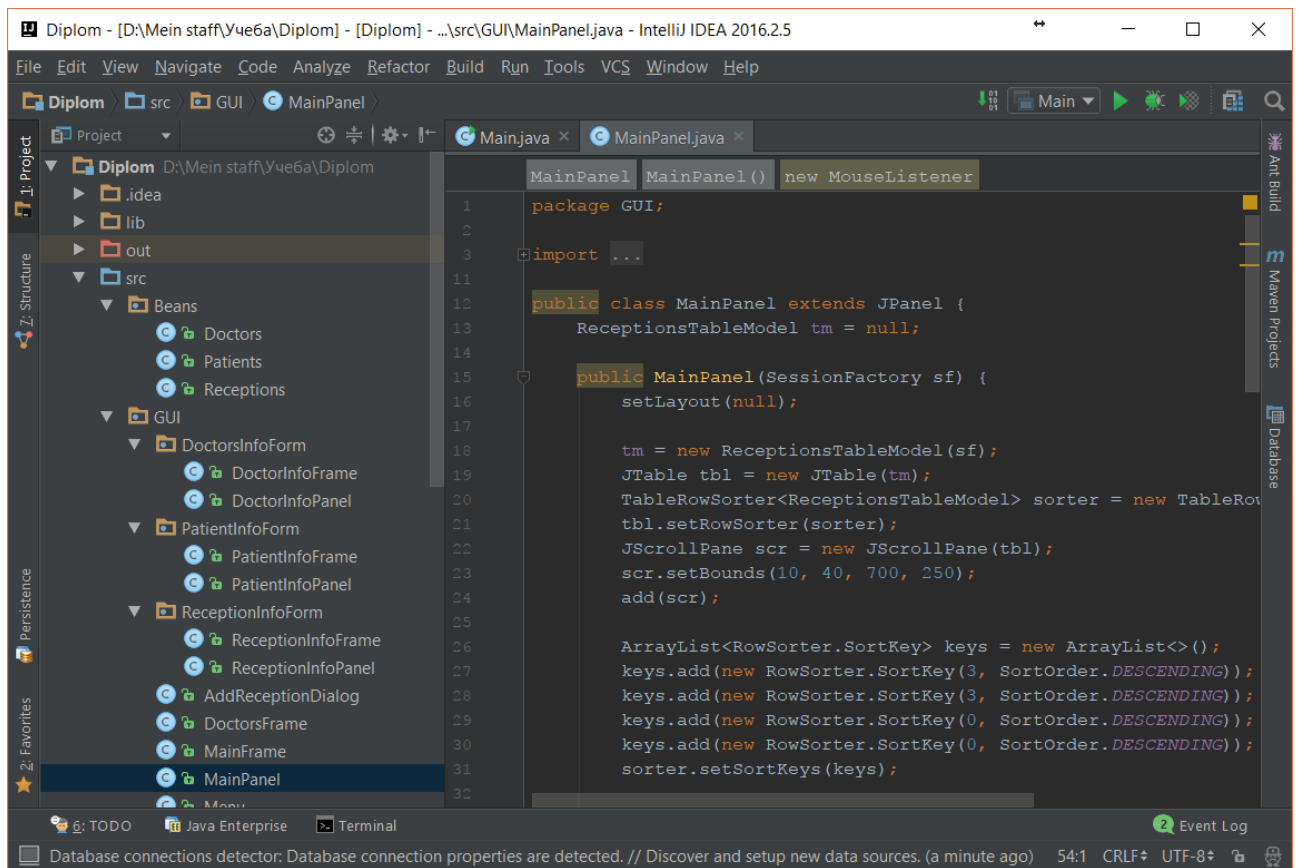 Diplom - [D:\Mein staff\Учеба\Diplom] - [Diplom] - ...\src\GUI\MainPanel.java - IntelliJ IDEA 2016.2.5
File Edit View Navigate Code Analyze Refactor Build Run Tools VCS Window Help
Diplom src GUI MainPanel
Main
Project
1: Project
7: Structure
Persistence
2: Favorites
Diplom D:\Mein staff\Учеба\Diplom
.idea
lib
out
src
Beans
Doctors
Patients
Receptions
GUI
DoctorsInfoForm
DoctorInfoFrame
DoctorInfoPanel
PatientInfoForm
PatientInfoFrame
PatientInfoPanel
ReceptionInfoForm
ReceptionInfoFrame
ReceptionInfoPanel
AddReceptionDialog
DoctorsFrame
MainFrame
MainPanel
Menu
Main.java MainPanel.java
MainPanel MainPanel() new MouseListener
1 package GUI;
2
3 import ...
11
12 public class MainPanel extends JPanel {
13 ReceptionsTableModel tm = null;
14
15 public MainPanel(SessionFactory sf) {
16 setLayout(null);
17
18 tm = new ReceptionsTableModel(sf);
19 JTable tbl = new JTable(tm);
20 TableRowSorter<ReceptionsTableModel> sorter = new TableRow
21 tbl.setRowSorter(sorter);
22 JScrollPane scr = new JScrollPane(tbl);
23 scr.setBounds(10, 40, 700, 250);
24 add(scr);
25
26 ArrayList<RowSorter.SortKey> keys = new ArrayList<>();
27 keys.add(new RowSorter.SortKey(3, SortOrder.DESCENDING));
28 keys.add(new RowSorter.SortKey(3, SortOrder.DESCENDING));
29 keys.add(new RowSorter.SortKey(0, SortOrder.DESCENDING));
30 keys.add(new RowSorter.SortKey(0, SortOrder.DESCENDING));
31 sorter.setSortKeys(keys);
32
Ant Build
Maven Projects
Database
6: TODO Java Enterprise Terminal 2 Event Log
Database connections detector: Database connection properties are detected. // Discover and setup new data sources. (a minute ago) 54:1 CRLF UTF-8